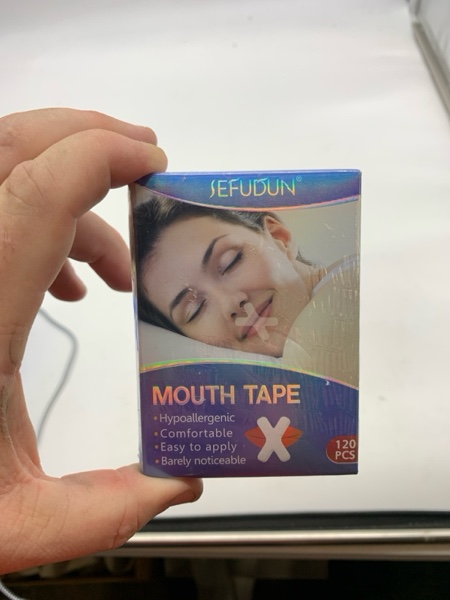 SEFUDUN®
MOUTH TAPE
• Hypoallergenic
• Comfortable
• Easy to apply
• Barely noticeable
120
PCS